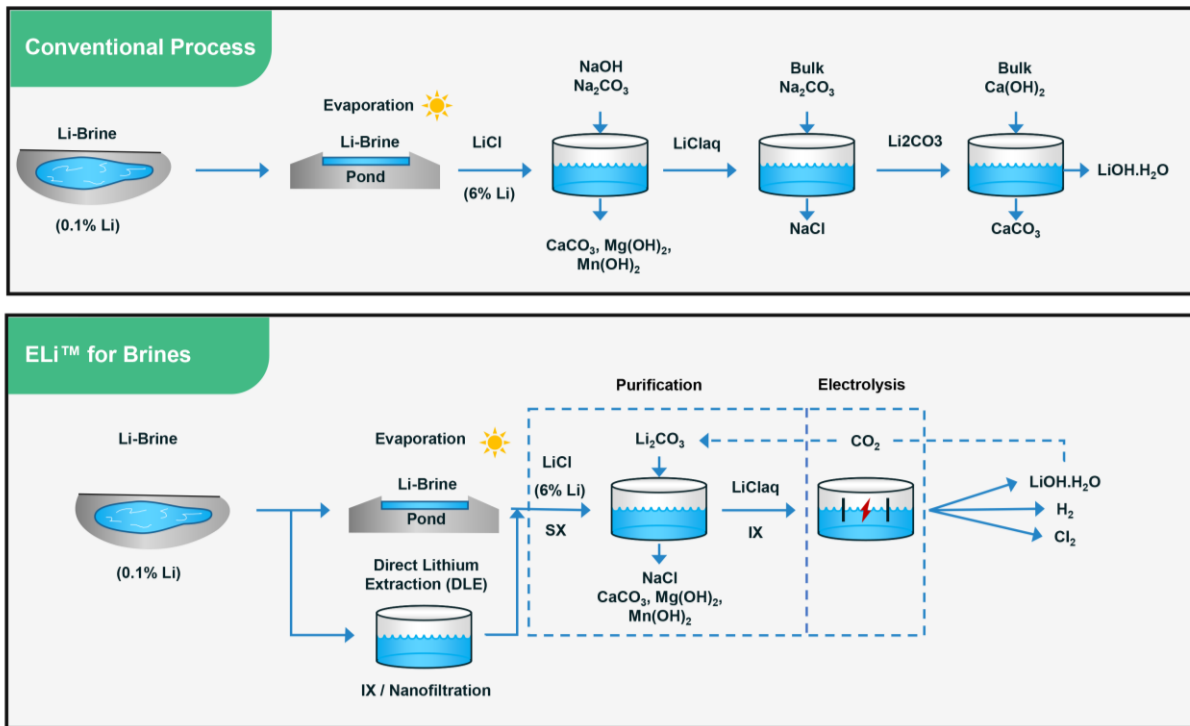 Conventional Process
Li-Brine
(0.1% Li)
Evaporation
Li-Brine
Pond
LiCl
(6% Li)
NaOH
Na₂CO₃
CaCO₃, Mg(OH)₂,
Mn(OH)₂
LiClaq
Bulk
Na₂CO₃
NaCl
Li2CO3
Bulk
Ca(OH)₂
CaCO₃
LiOH.H₂O
ELi™ for Brines
Li-Brine
(0.1% Li)
Evaporation
Li-Brine
Pond
Direct Lithium
Extraction (DLE)
IX / Nanofiltration
LiCl
(6% Li)
SX
Purification
Li₂CO₃
NaCl
CaCO₃, Mg(OH)₂,
Mn(OH)₂
LiClaq
IX
Electrolysis
CO₂
LiOH.H₂O
H₂
Cl₂